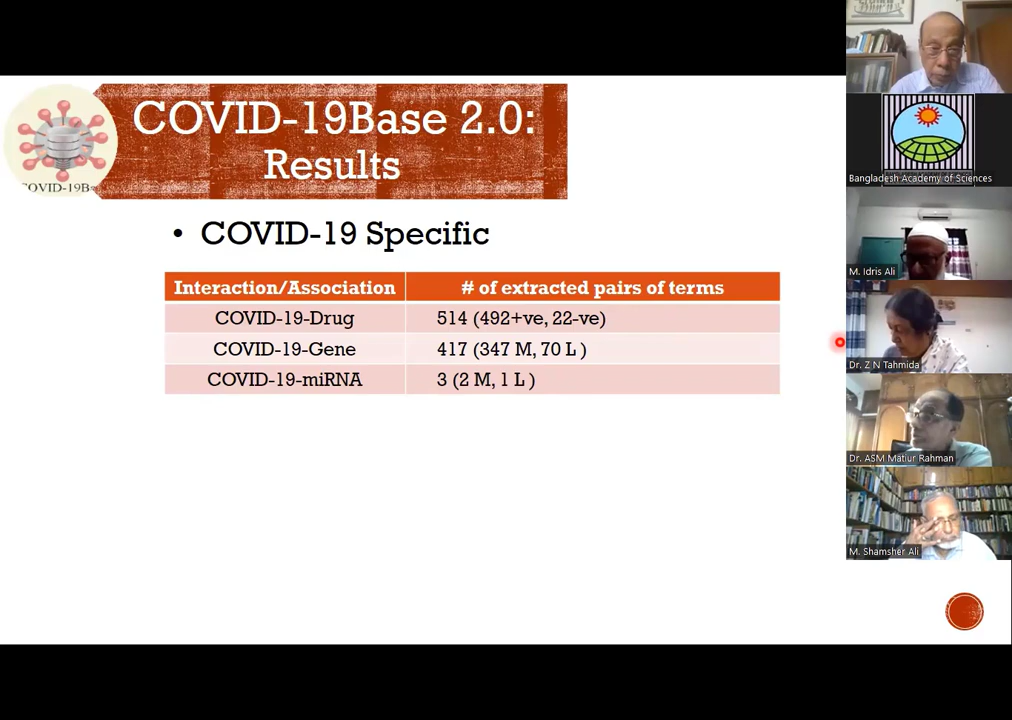 COVID-19Base 2.0:
Results
• COVID-19 Specific
Interaction/Association # of extracted pairs of terms
COVID-19-Drug 514 (492+ve, 22-ve)
COVID-19-Gene 417 (347 M, 70 L )
COVID-19-miRNA 3 (2 M, 1 L )
Bangladesh Academy of Sciences
M. Idris Ali
Dr. Z N Tahmida
Dr. ASM Matiur Rahman
M. Shamsher Ali